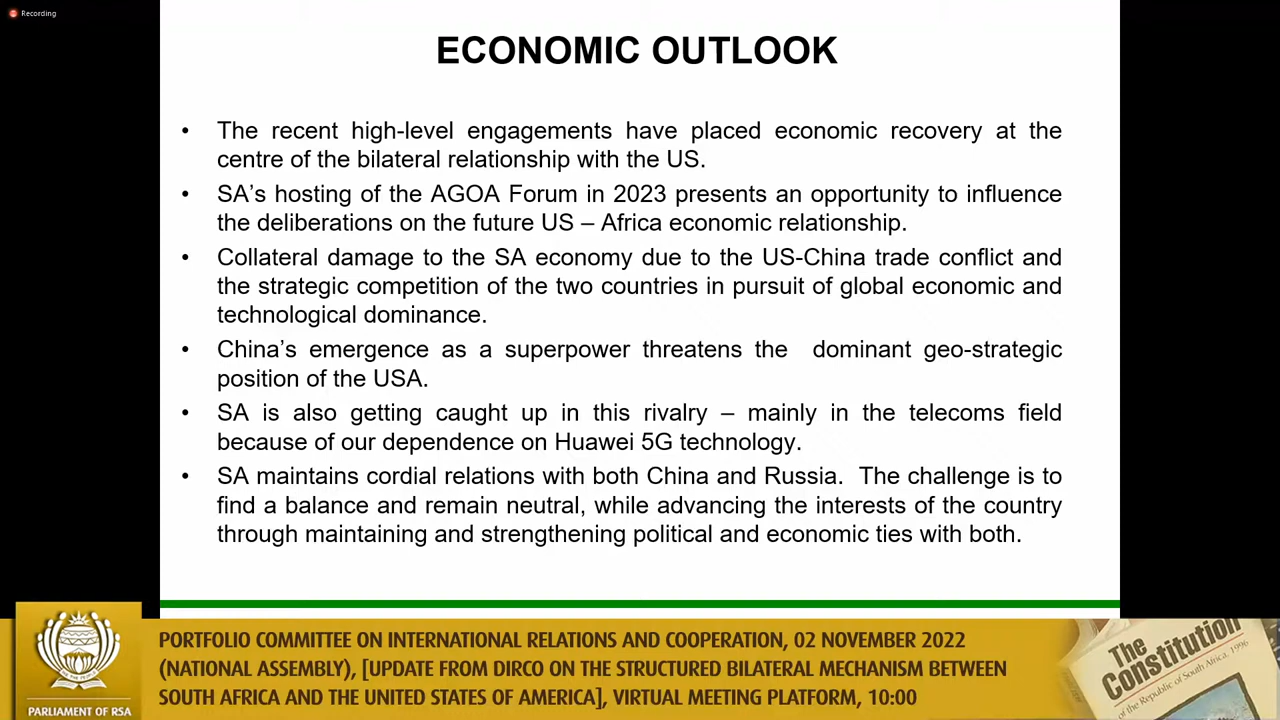 Recording
ECONOMIC OUTLOOK
• The recent high-level engagements have placed economic recovery at the
centre of the bilateral relationship with the US.
• SA's hosting of the AGOA Forum in 2023 presents an opportunity to influence
the deliberations on the future US – Africa economic relationship.
• Collateral damage to the SA economy due to the US-China trade conflict and
the strategic competition of the two countries in pursuit of global economic and
technological dominance.
• China's emergence as a superpower threatens the dominant geo-strategic
position of the USA.
• SA is also getting caught up in this rivalry – mainly in the telecoms field
because of our dependence on Huawei 5G technology.
• SA maintains cordial relations with both China and Russia. The challenge is to
find a balance and remain neutral, while advancing the interests of the country
through maintaining and strengthening political and economic ties with both.
PORTFOLIO COMMITTEE ON INTERNATIONAL RELATIONS AND COOPERATION, 02 NOVEMBER 2022
(NATIONAL ASSEMBLY), [UPDATE FROM DIRCO ON THE STRUCTURED BILATERAL MECHANISM BETWEEN
SOUTH AFRICA AND THE UNITED STATES OF AMERICA], VIRTUAL MEETING PLATFORM, 10:00
PARLIAMENT OF RSA
The
Constitution
of the Republic of South Africa, 1996